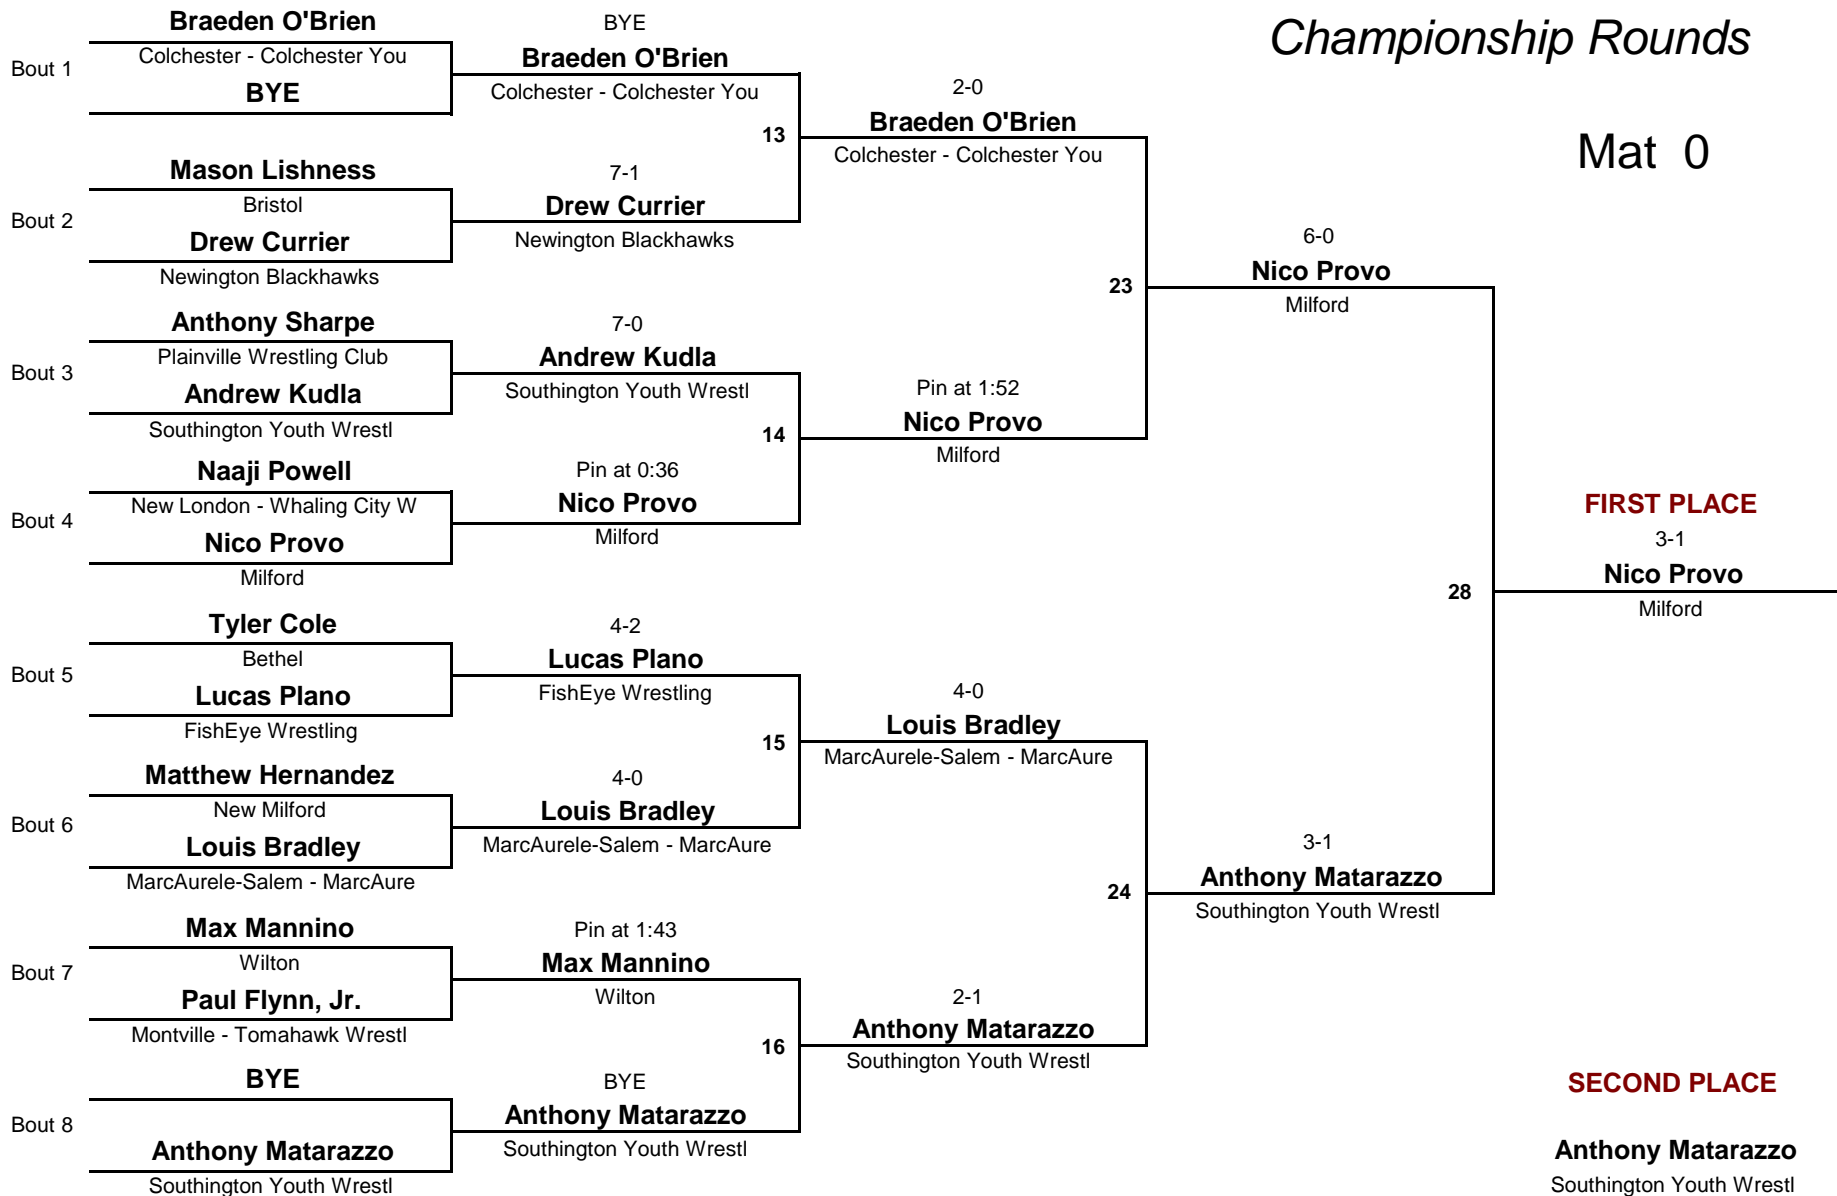 Championship Rounds
Mat 0
Bout 1
Braeden O'Brien
Colchester - Colchester You
BYE
Bout 2
Mason Lishness
Bristol
Drew Currier
Newington Blackhawks
Bout 3
Anthony Sharpe
Plainville Wrestling Club
Andrew Kudla
Southington Youth Wrestl
Bout 4
Naaji Powell
New London - Whaling City W
Nico Provo
Milford
Bout 5
Tyler Cole
Bethel
Lucas Plano
FishEye Wrestling
Bout 6
Matthew Hernandez
New Milford
Louis Bradley
MarcAurele-Salem - MarcAure
Bout 7
Max Mannino
Wilton
Paul Flynn, Jr.
Montville - Tomahawk Wrestl
Bout 8
BYE
Anthony Matarazzo
Southington Youth Wrestl
BYE
Braeden O'Brien
Colchester - Colchester You
13
7-1
Drew Currier
Newington Blackhawks
7-0
Andrew Kudla
Southington Youth Wrestl
14
Pin at 0:36
Nico Provo
Milford
4-2
Lucas Plano
FishEye Wrestling
15
4-0
Louis Bradley
MarcAurele-Salem - MarcAure
Pin at 1:43
Max Mannino
Wilton
16
BYE
Anthony Matarazzo
Southington Youth Wrestl
2-0
Braeden O'Brien
Colchester - Colchester You
23
Pin at 1:52
Nico Provo
Milford
4-0
Louis Bradley
MarcAurele-Salem - MarcAure
24
2-1
Anthony Matarazzo
Southington Youth Wrestl
6-0
Nico Provo
Milford
28
3-1
Anthony Matarazzo
Southington Youth Wrestl
FIRST PLACE
3-1
Nico Provo
Milford
SECOND PLACE
Anthony Matarazzo
Southington Youth Wrestl